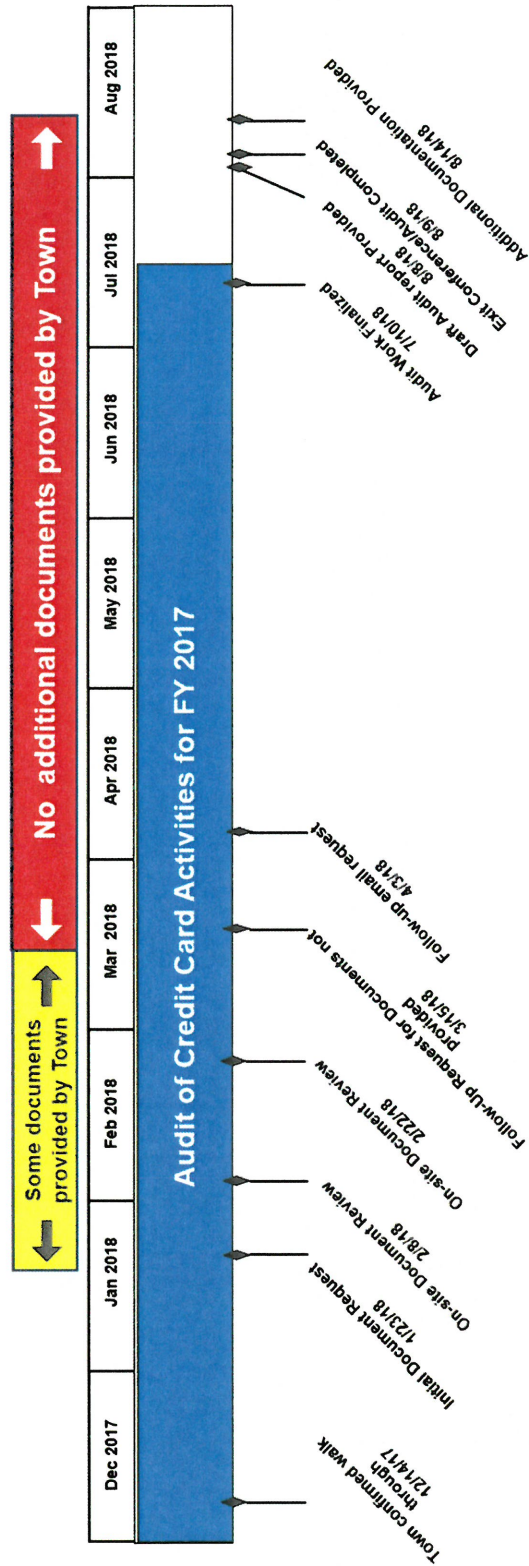 Some documents
provided by Town
No additional documents provided by Town
Dec 2017
Jan 2018
Feb 2018
Mar 2018
Apr 2018
May 2018
Jun 2018
Jul 2018
Aug 2018
Audit of Credit Card Activities for FY 2017
Town confirmed walk
through
12/14/17
Initial Document Request
1/23/18
On-site Document Review
2/8/18
On-site Document Review
2/22/18
Follow-Up Request for Documents not
provided
3/15/18
Follow-up email request
4/3/18
Audit Work Finalized
7/10/18
Draft Audit report Provided
8/8/18
Exit Conference/Audit Completed
8/9/18
Additional Documentation Provided
8/14/18